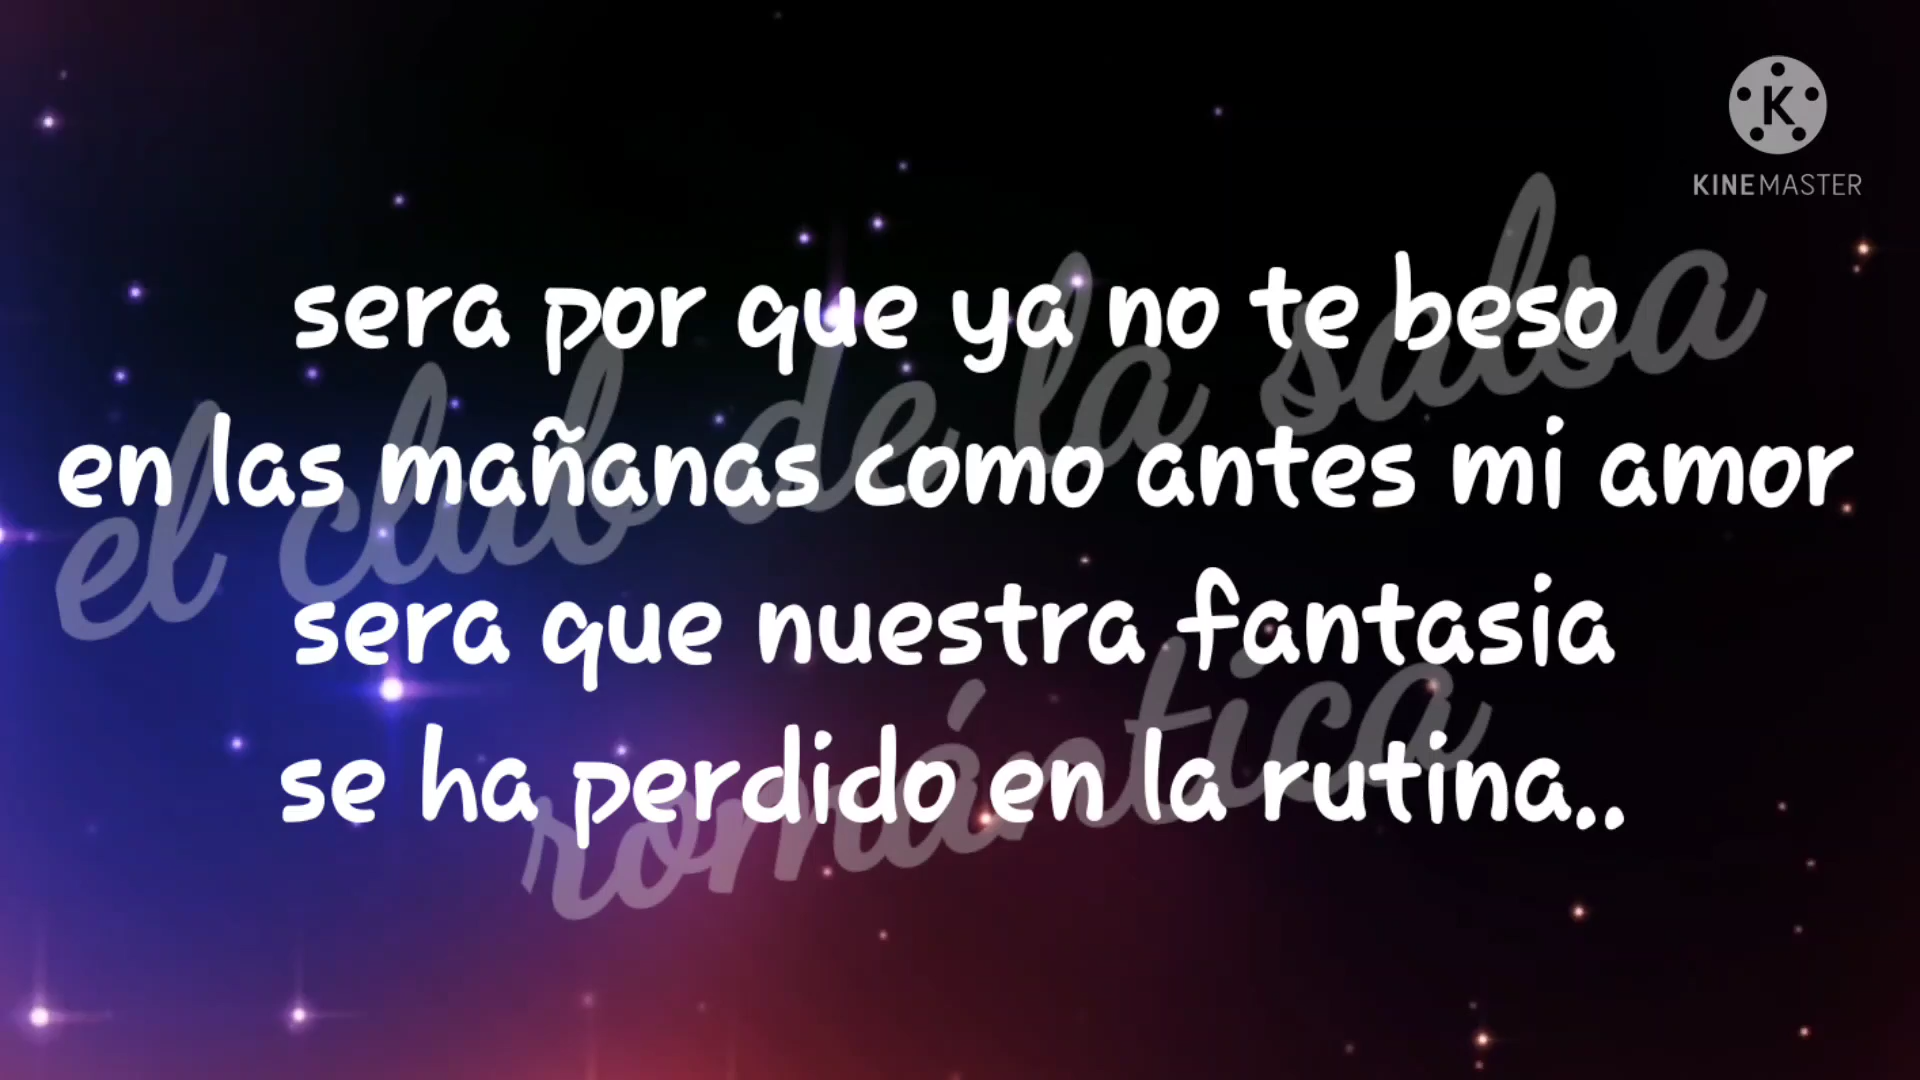 KINEMASTER
sera por que ya no te beso
en las mañanas como antes mi amor
sera que nuestra fantasia
se ha perdido en la rutina..
el club de la salsa
romántica